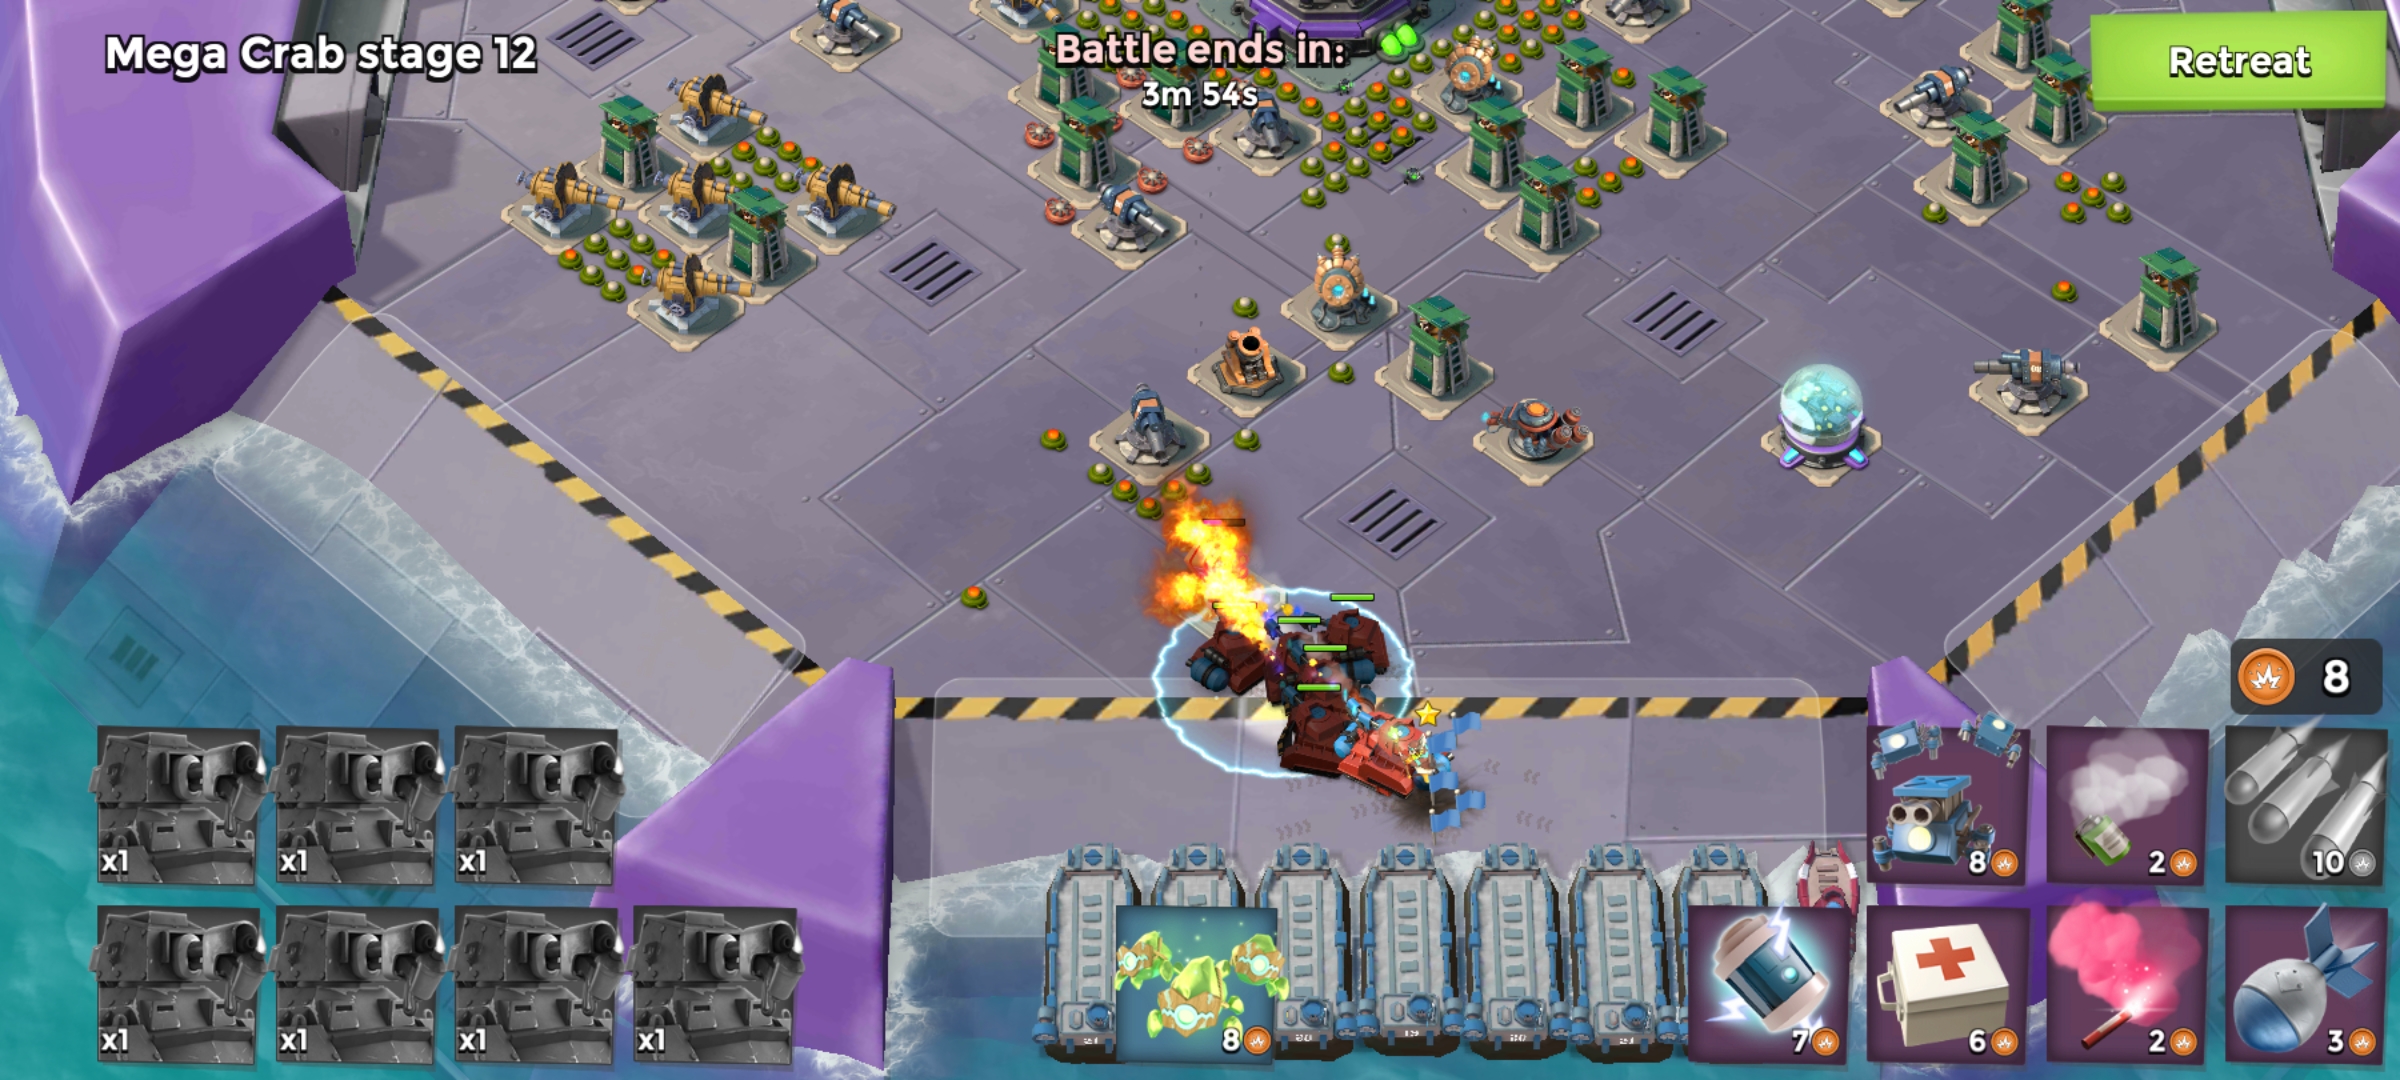 Mega Crab stage 12
Battle ends in:
3m 54s
Retreat
8
x1
x1
x1
8
2
10
x1
x1
x1
x1
8
7
6
2
3